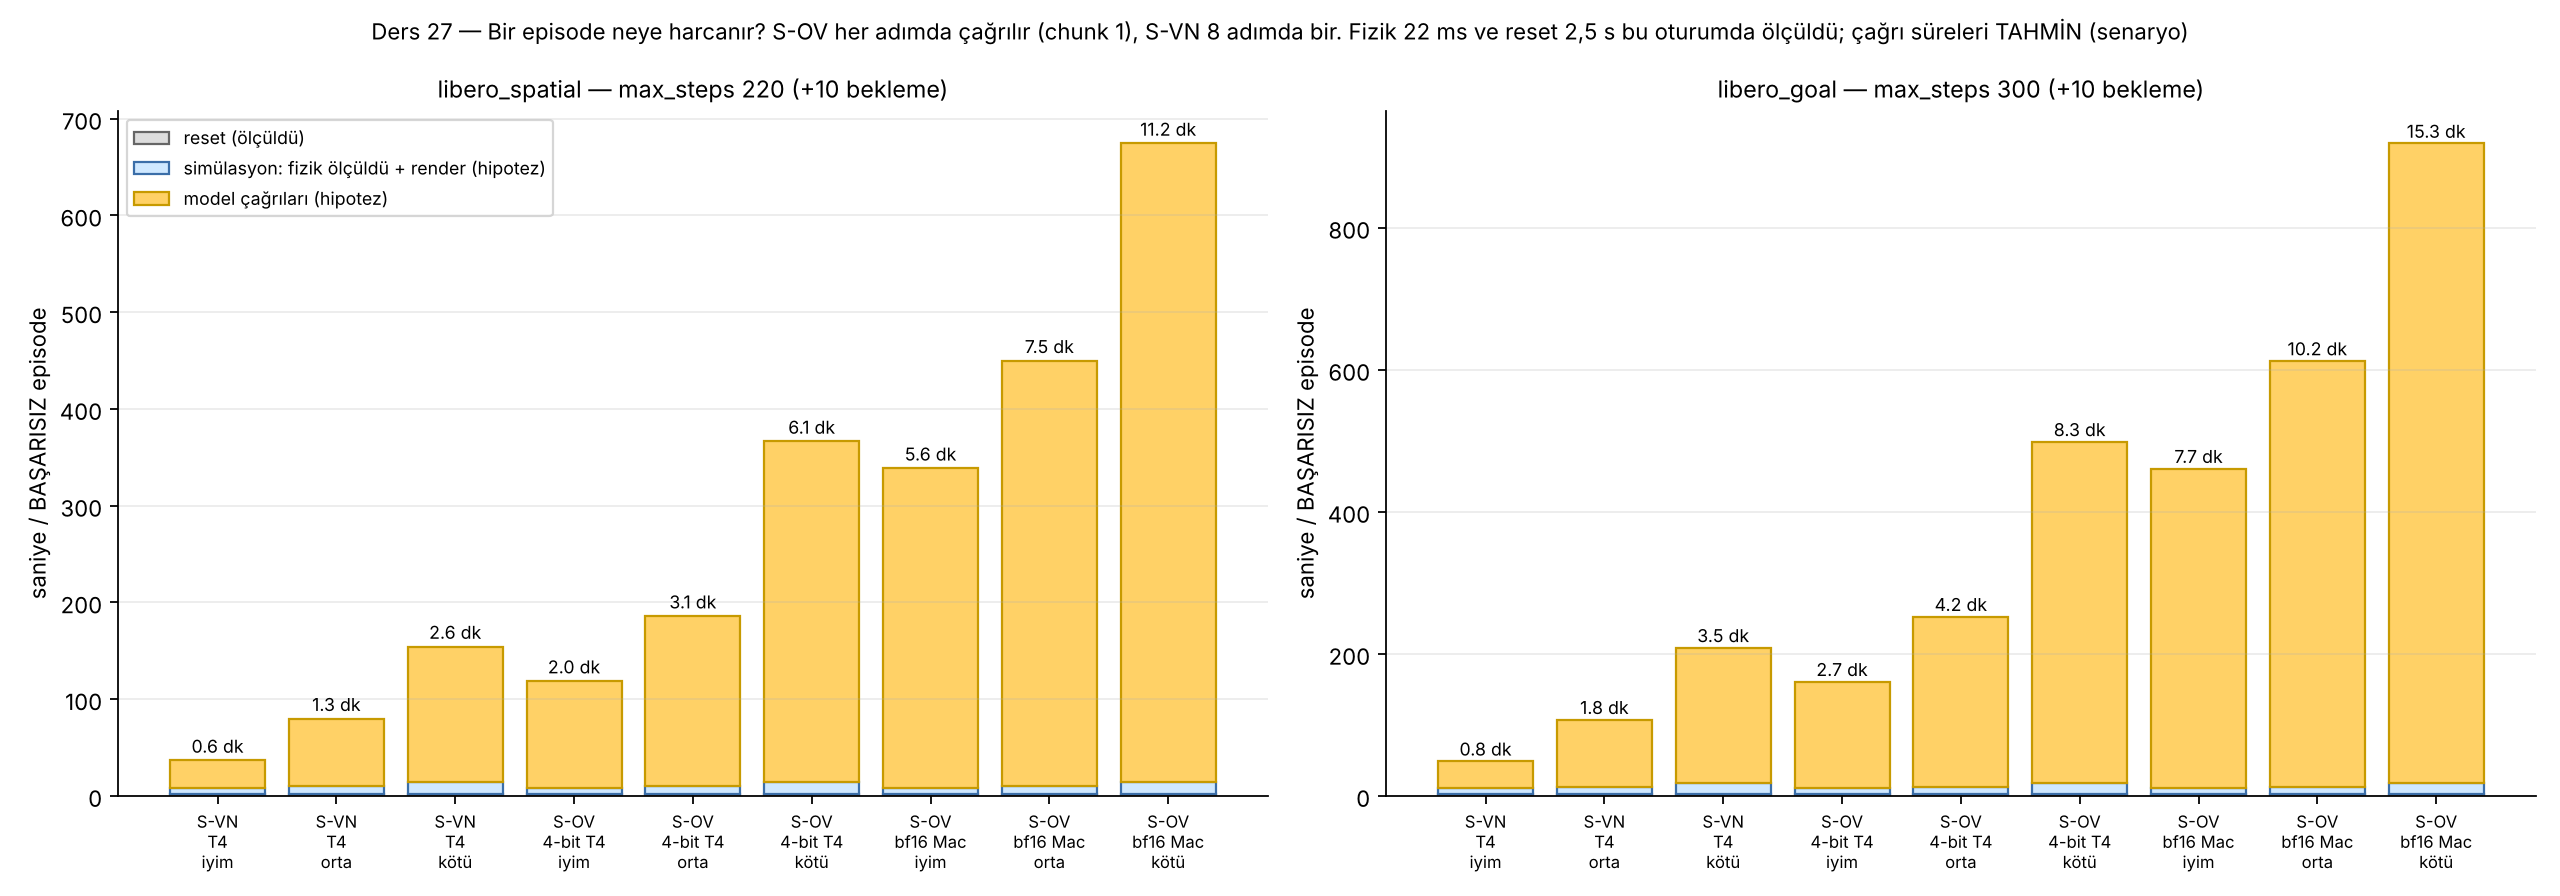 Ders 27 — Bir episode neye harcanır? S-OV her adımda çağrılır (chunk 1), S-VN 8 adımda bir. Fizik 22 ms ve reset 2,5 s bu oturumda ölçüldü; çağrı süreleri TAHMİN (senaryo)
libero_spatial — max_steps 220 (+10 bekleme)
saniye / BAŞARISIZ episode
700
600
500
400
300
200
100
0
reset (ölçüldü)
simülasyon: fizik ölçüldü + render (hipotez)
model çağrıları (hipotez)
0.6 dk
1.3 dk
2.6 dk
2.0 dk
3.1 dk
6.1 dk
5.6 dk
7.5 dk
11.2 dk
S-VN
T4
iyim
S-VN
T4
orta
S-VN
T4
kötü
S-OV
4-bit T4
iyim
S-OV
4-bit T4
orta
S-OV
4-bit T4
kötü
S-OV
bf16 Mac
iyim
S-OV
bf16 Mac
orta
S-OV
bf16 Mac
kötü
libero_goal — max_steps 300 (+10 bekleme)
saniye / BAŞARISIZ episode
800
600
400
200
0
0.8 dk
1.8 dk
3.5 dk
2.7 dk
4.2 dk
8.3 dk
7.7 dk
10.2 dk
15.3 dk
S-VN
T4
iyim
S-VN
T4
orta
S-VN
T4
kötü
S-OV
4-bit T4
iyim
S-OV
4-bit T4
orta
S-OV
4-bit T4
kötü
S-OV
bf16 Mac
iyim
S-OV
bf16 Mac
orta
S-OV
bf16 Mac
kötü